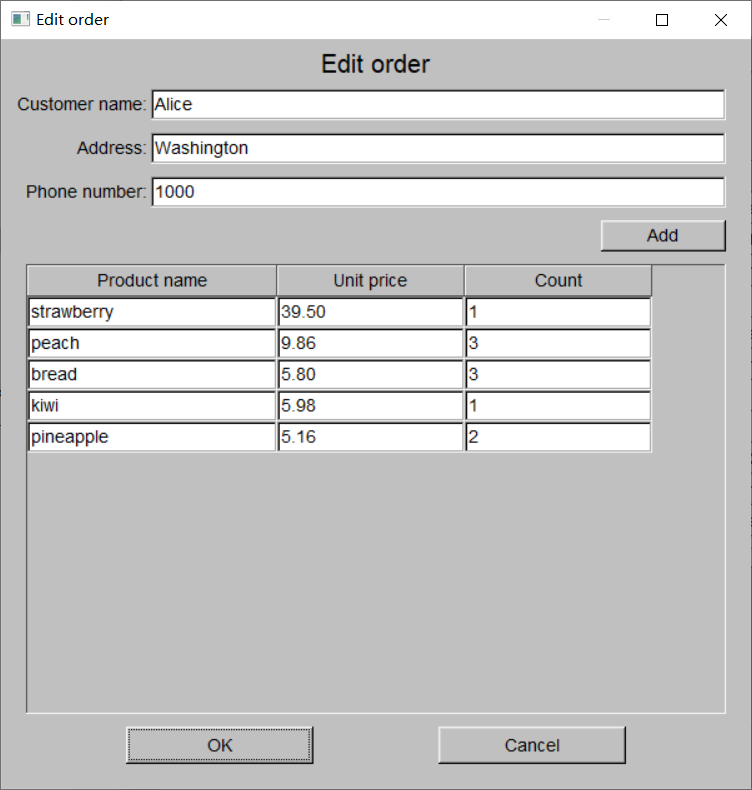 Edit order
Edit order
Customer name: Alice
Address: Washington
Phone number: 1000
Add
Product name Unit price Count
strawberry 39.50 1
peach 9.86 3
bread 5.80 3
kiwi 5.98 1
pineapple 5.16 2
OK Cancel